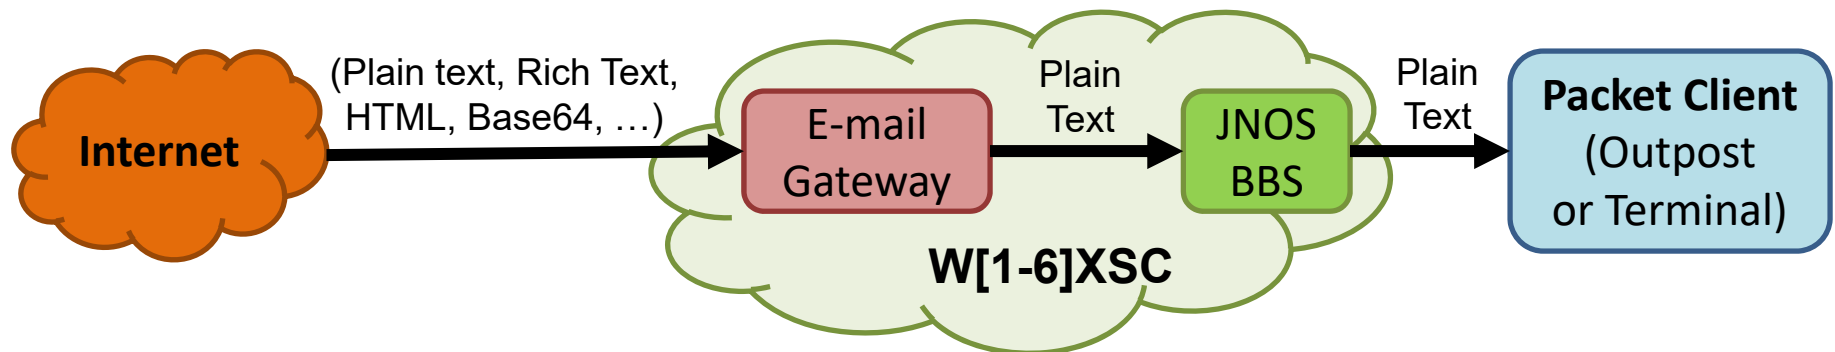 Internet
(Plain text, Rich Text,
HTML, Base64, …)
E-mail
Gateway
Plain
Text
JNOS
BBS
W[1-6]XSC
Plain
Text
Packet Client
(Outpost
or Terminal)